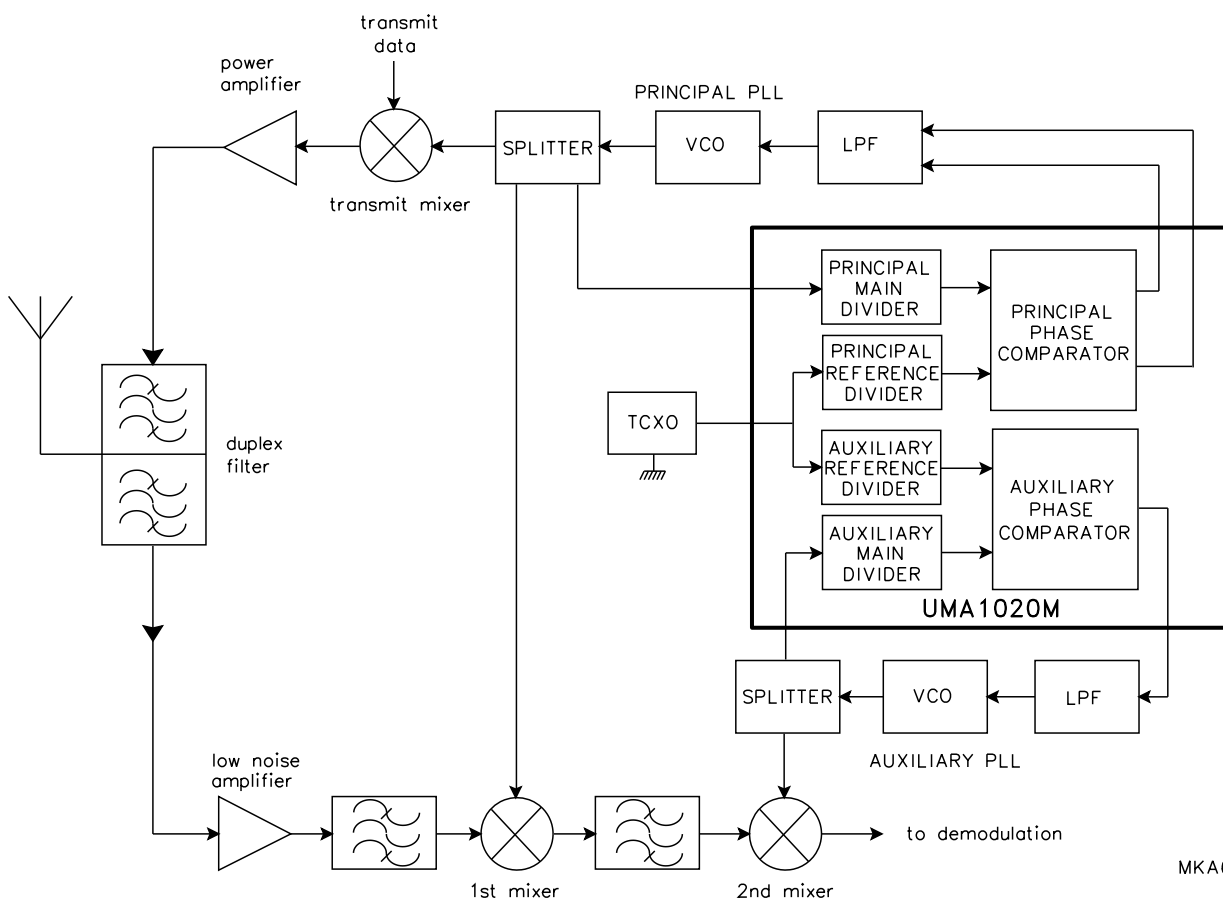 transmit
data
power
amplifier
PRINCIPAL PLL
SPLITTER
VCO
LPF
transmit mixer
PRINCIPAL
MAIN
DIVIDER
PRINCIPAL
PHASE
COMPARATOR
PRINCIPAL
REFERENCE
DIVIDER
TCXO
duplex
filter
AUXILIARY
REFERENCE
DIVIDER
AUXILIARY
PHASE
COMPARATOR
AUXILIARY
MAIN
DIVIDER
UMA1020M
SPLITTER
VCO
LPF
AUXILIARY PLL
low noise
amplifier
to demodulation
1st mixer
2nd mixer